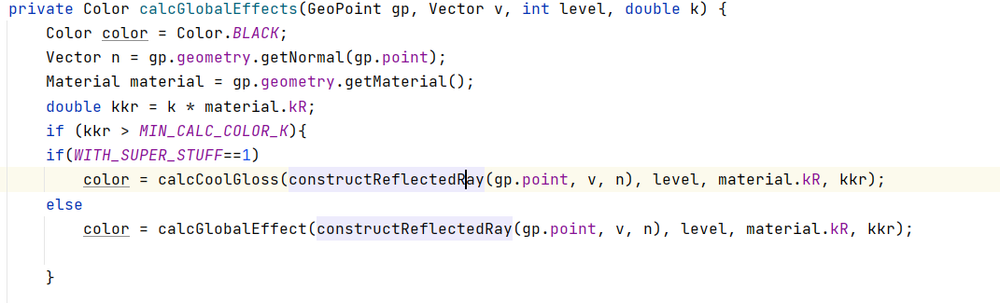 private Color calcGlobalEffects(GeoPoint gp, Vector v, int level, double k) {
    Color color = Color.BLACK;
    Vector n = gp.geometry.getNormal(gp.point);
    Material material = gp.geometry.getMaterial();
    double kkr = k * material.kR;
    if (kkr > MIN_CALC_COLOR_K){
    if(WITH_SUPER_STUFF==1)
        color = calcCoolGloss(constructReflectedRay(gp.point, v, n), level, material.kR, kkr);
    else
        color = calcGlobalEffect(constructReflectedRay(gp.point, v, n), level, material.kR, kkr);
    }